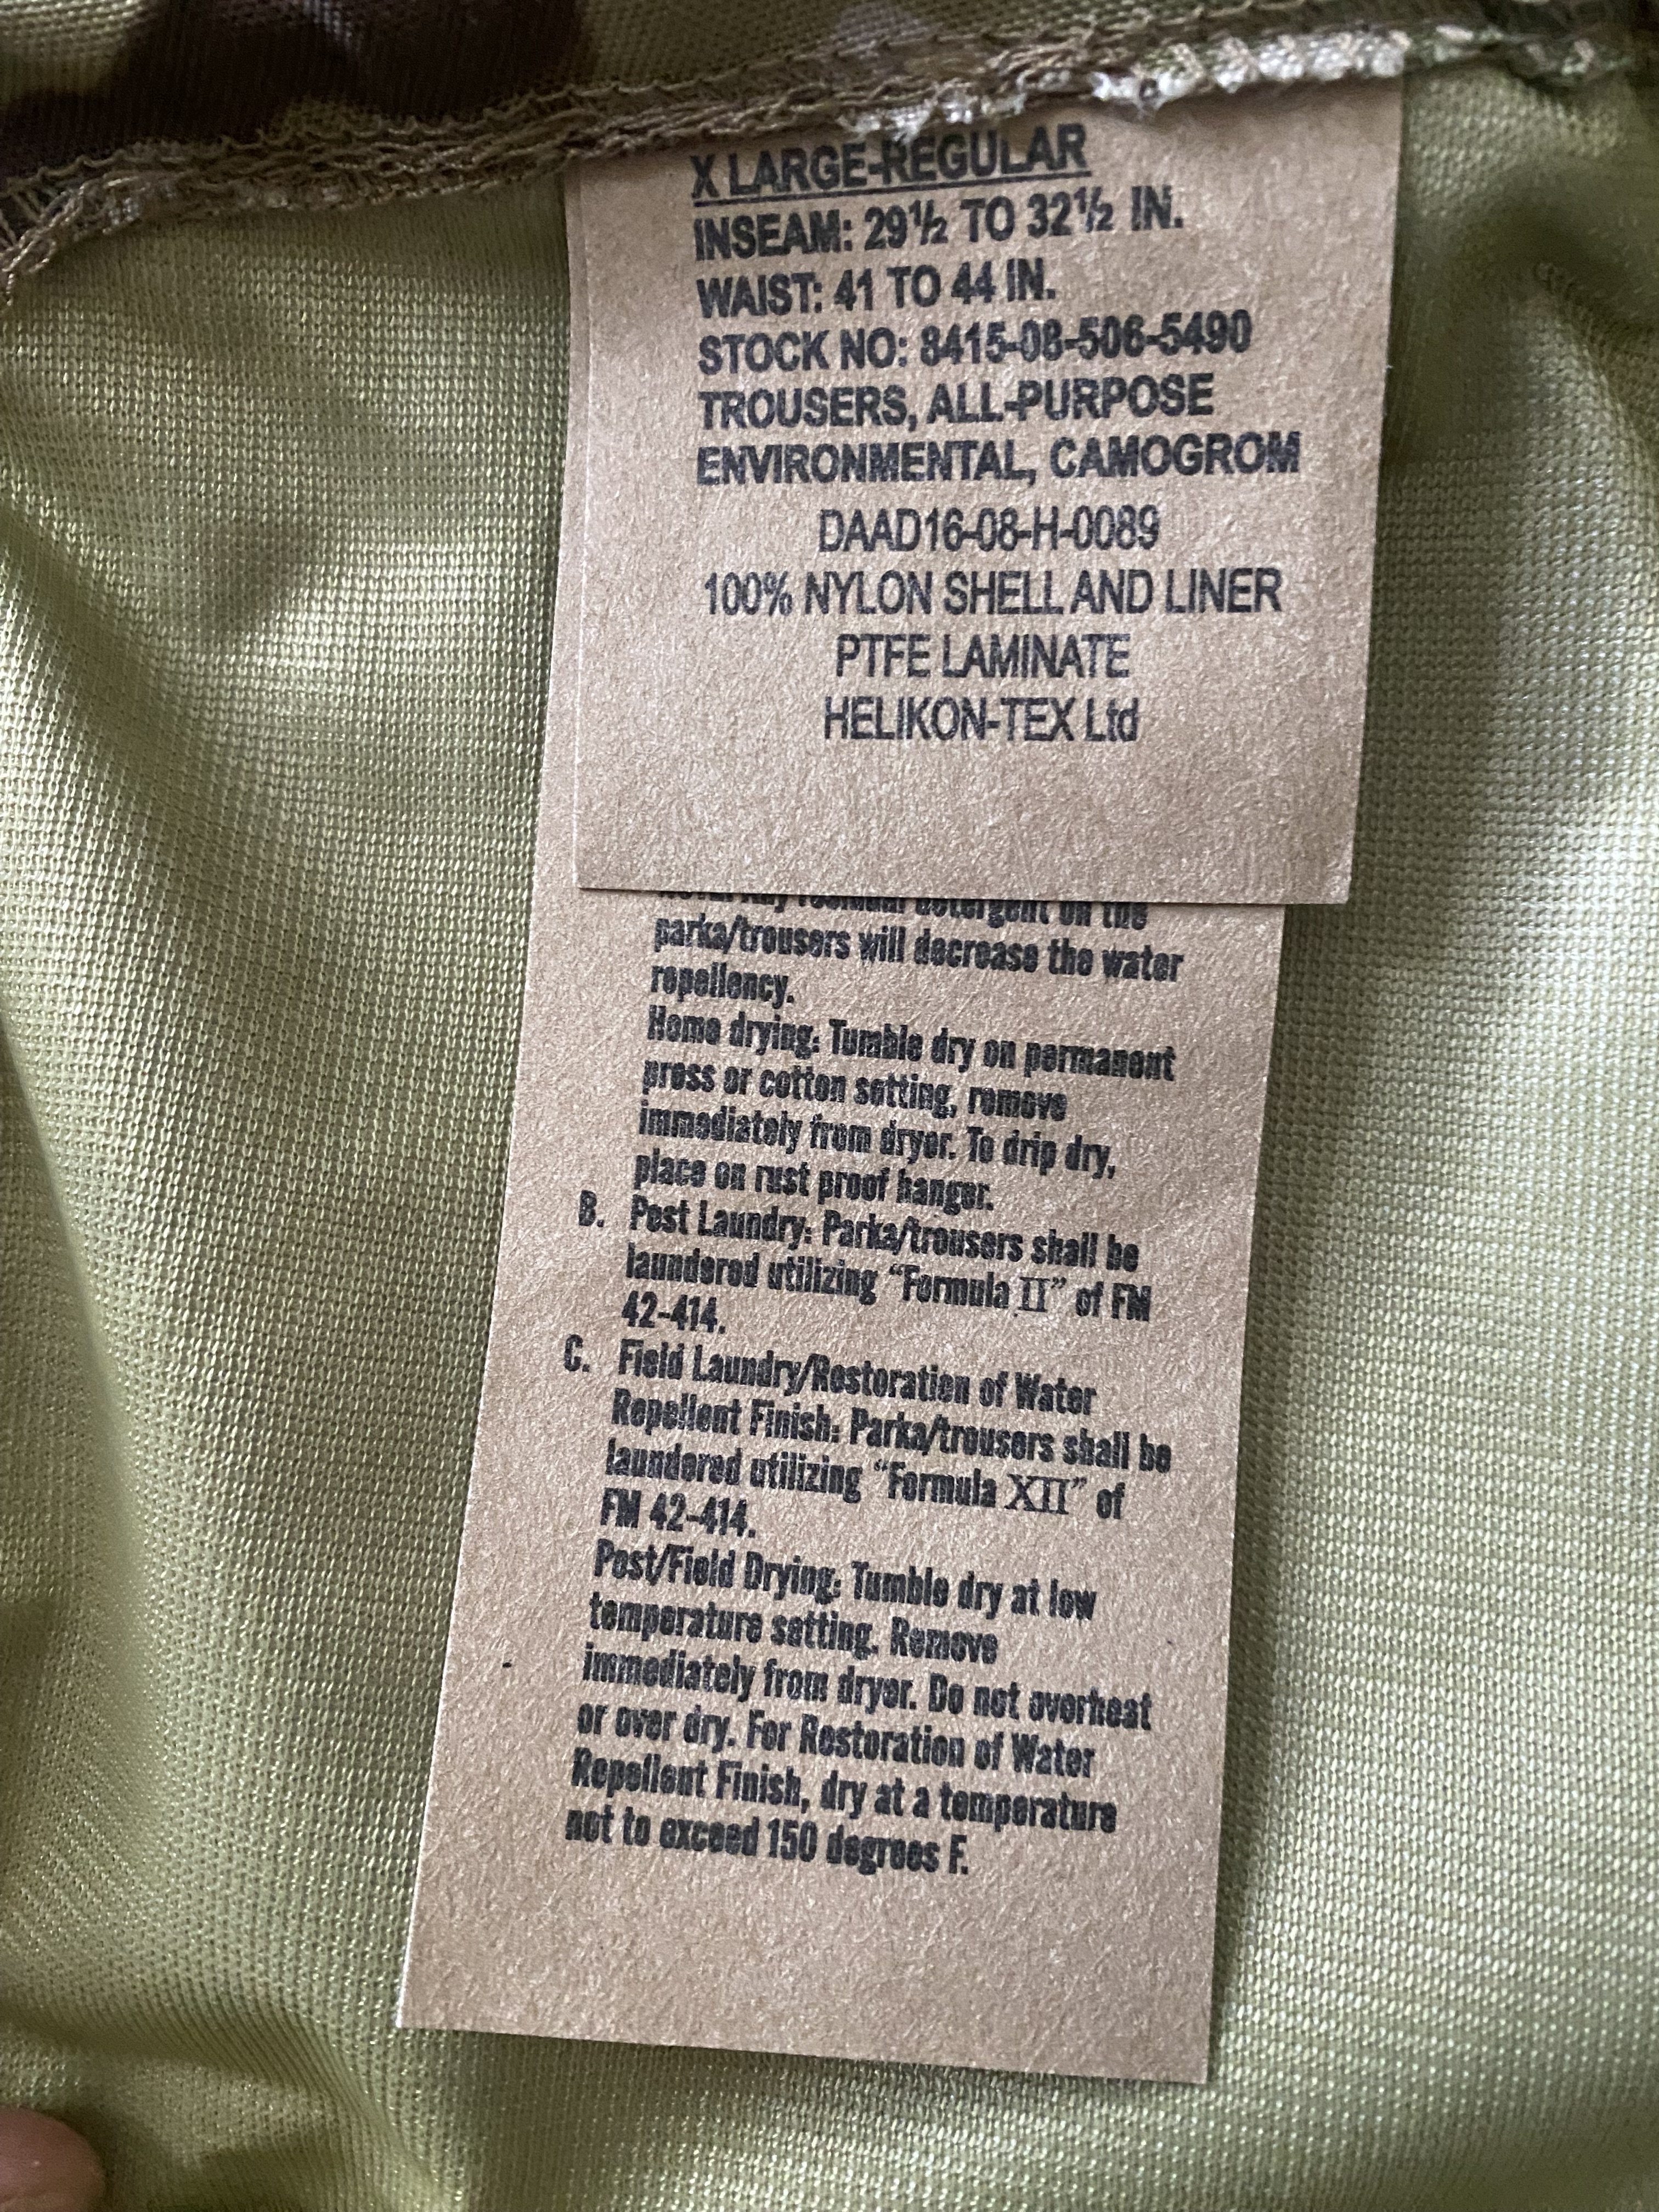 X LARGE-REGULAR
INSEAM: 29½ TO 32½ IN.
WAIST: 41 TO 44 IN.
STOCK NO: 8415-08-506-5490
TROUSERS, ALL-PURPOSE
ENVIRONMENTAL, CAMOGROM
DAAD16-08-H-0089
100% NYLON SHELL AND LINER
PTFE LAMINATE
HELIKON-TEX Ltd
any residual detergent on the
parka/trousers will decrease the water
repellency.
Home drying: Tumble dry on permanent
press or cotton setting, remove
immediately from dryer. To drip dry,
place on rust proof hanger.
B. Post Laundry: Parka/trousers shall be
laundered utilizing “Formula II” of FM
42-414.
C. Field Laundry/Restoration of Water
Repellent Finish: Parka/trousers shall be
laundered utilizing “Formula XII” of
FM 42-414.
Post/Field Drying: Tumble dry at low
temperature setting. Remove
immediately from dryer. Do not overheat
or over dry. For Restoration of Water
Repellent Finish, dry at a temperature
not to exceed 150 degrees F.